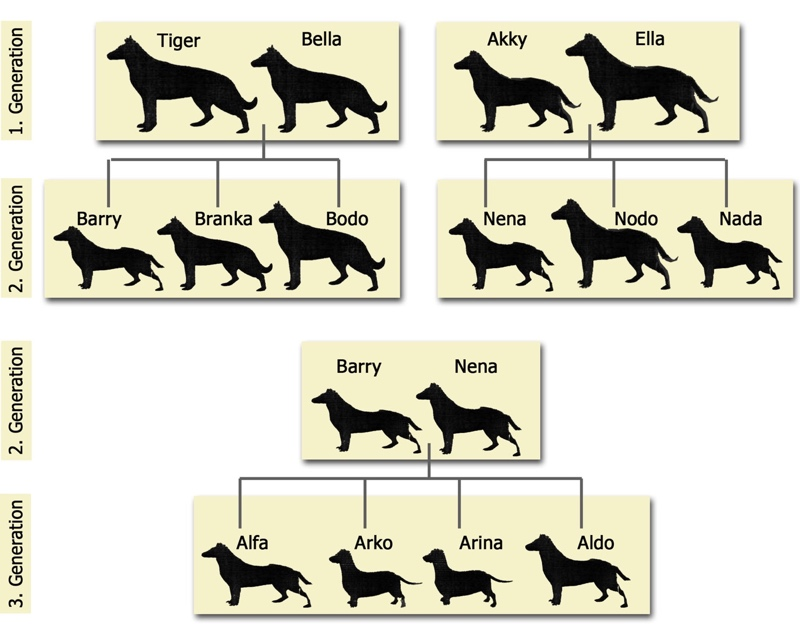 1. Generation
Tiger
Bella
Akky
Ella
2. Generation
Barry
Branka
Bodo
Nena
Nodo
Nada
2. Generation
Barry
Nena
3. Generation
Alfa
Arko
Arina
Aldo